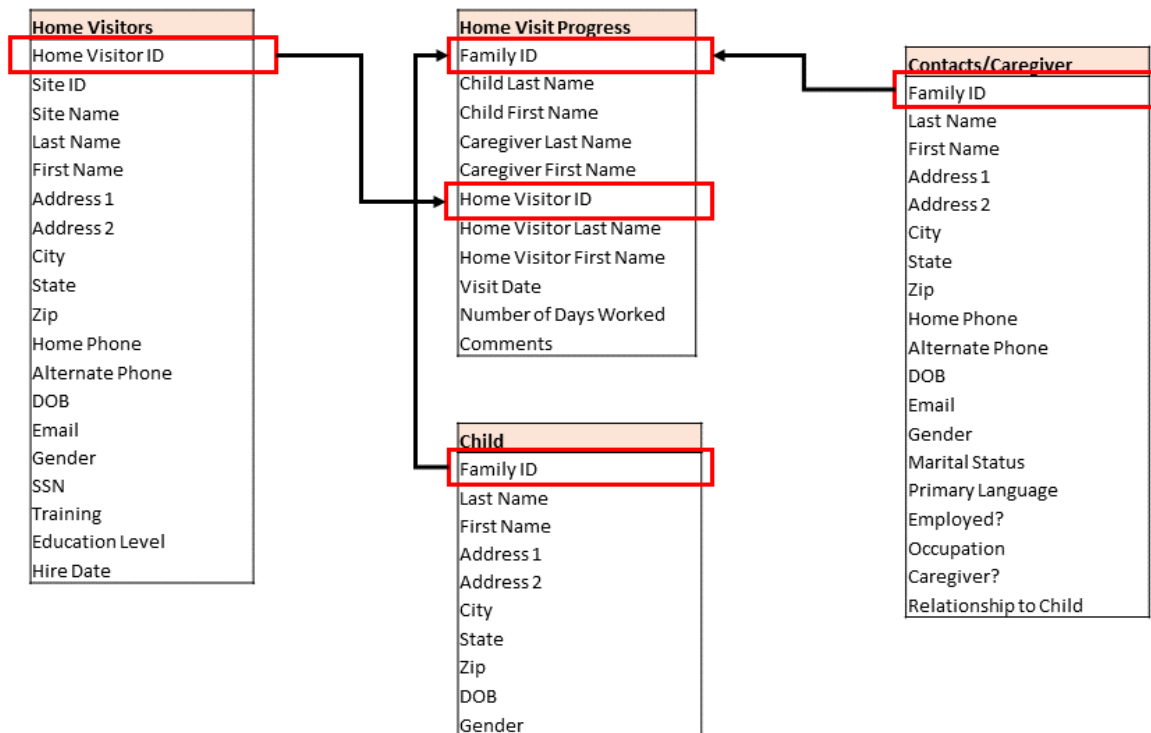 Home Visitors
Home Visitor ID
Site ID
Site Name
Last Name
First Name
Address 1
Address 2
City
State
Zip
Home Phone
Alternate Phone
DOB
Email
Gender
SSN
Training
Education Level
Hire Date
Home Visit Progress
Family ID
Child Last Name
Child First Name
Caregiver Last Name
Caregiver First Name
Home Visitor ID
Home Visitor Last Name
Home Visitor First Name
Visit Date
Number of Days Worked
Comments
Child
Family ID
Last Name
First Name
Address 1
Address 2
City
State
Zip
DOB
Gender
Contacts/Caregiver
Family ID
Last Name
First Name
Address 1
Address 2
City
State
Zip
Home Phone
Alternate Phone
DOB
Email
Gender
Marital Status
Primary Language
Employed?
Occupation
Caregiver?
Relationship to Child